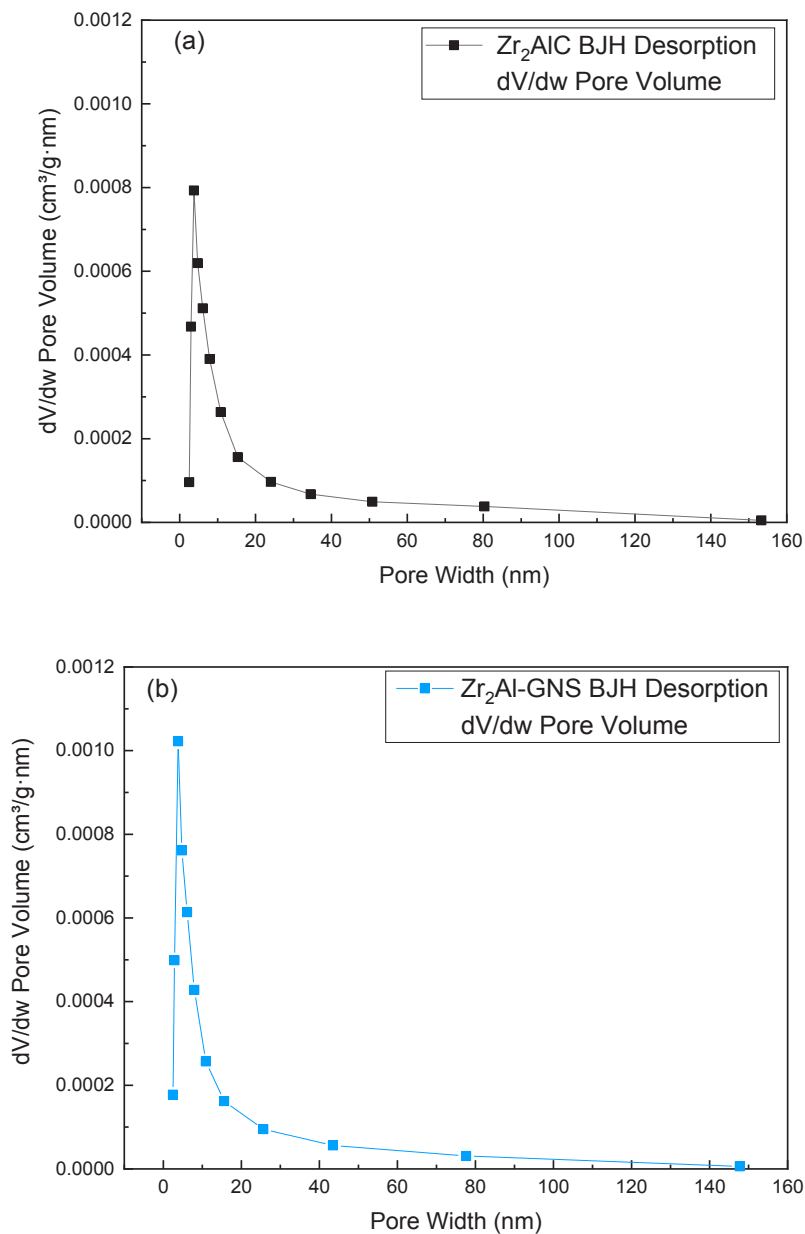 (a)
Zr₂AlC BJH Desorption
dV/dw Pore Volume
0.0012
0.0010
0.0008
0.0006
0.0004
0.0002
0.0000
dV/dw Pore Volume (cm³/g·nm)
0 20 40 60 80 100 120 140 160
Pore Width (nm)
(b)
Zr₂Al-GNS BJH Desorption
dV/dw Pore Volume
0.0012
0.0010
0.0008
0.0006
0.0004
0.0002
0.0000
dV/dw Pore Volume (cm³/g·nm)
0 20 40 60 80 100 120 140 160
Pore Width (nm)